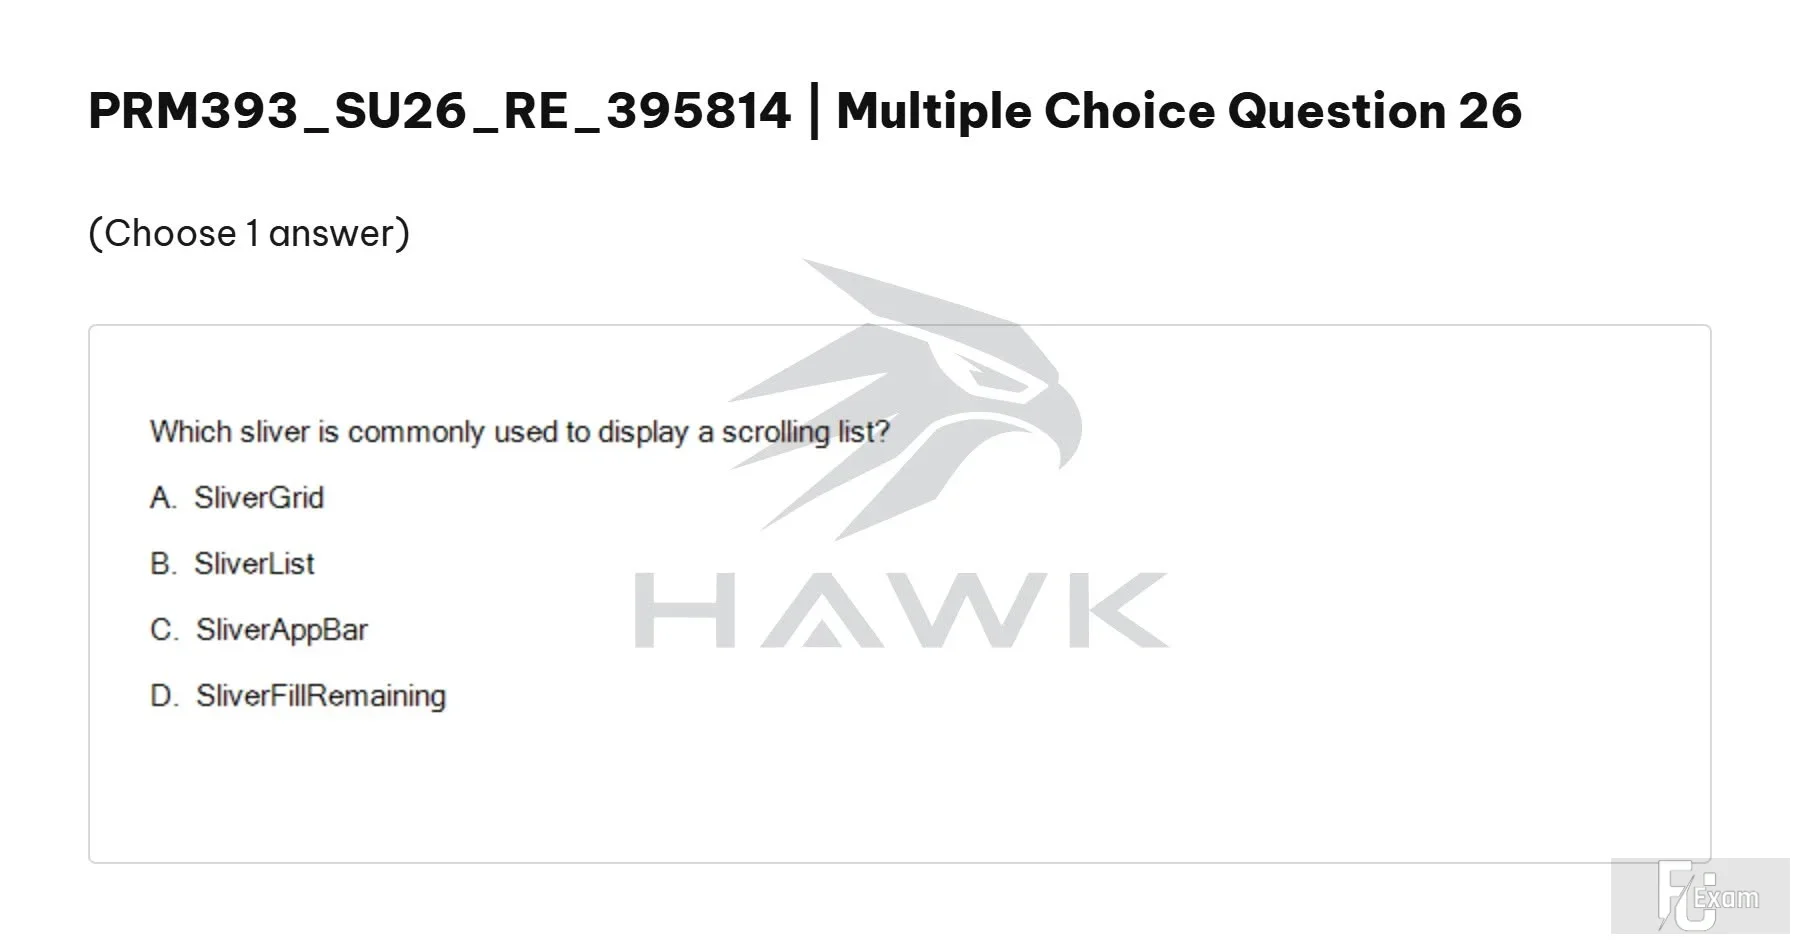 PRM393_SU26_RE_395814 | Multiple Choice Question 26
(Choose 1 answer)
Which sliver is commonly used to display a scrolling list?
A. SliverGrid
B. SliverList
C. SliverAppBar
D. SliverFillRemaining
HAWK
FU Exam